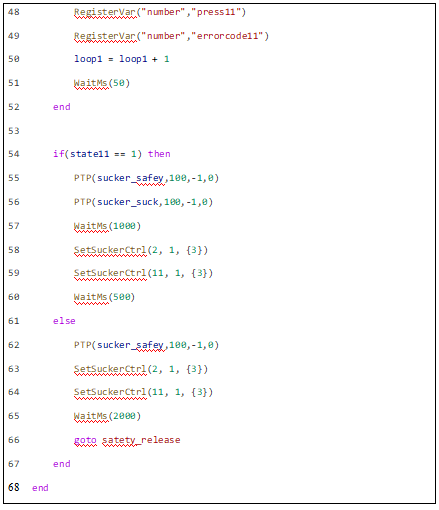 48 RegisterVar("number","press11")
49 RegisterVar("number","errorcode11")
50 loop1 = loop1 + 1
51 WaitMs(50)
52 end
53
54 if(state11 == 1) then
55 PTP(sucker_safey,100,-1,0)
56 PTP(sucker_suck,100,-1,0)
57 WaitMs(1000)
58 SetSuckerCtrl(2, 1, {3})
59 SetSuckerCtrl(11, 1, {3})
60 WaitMs(500)
61 else
62 PTP(sucker_safey,100,-1,0)
63 SetSuckerCtrl(2, 1, {3})
64 SetSuckerCtrl(11, 1, {3})
65 WaitMs(2000)
66 goto satety_release
67 end
68 end